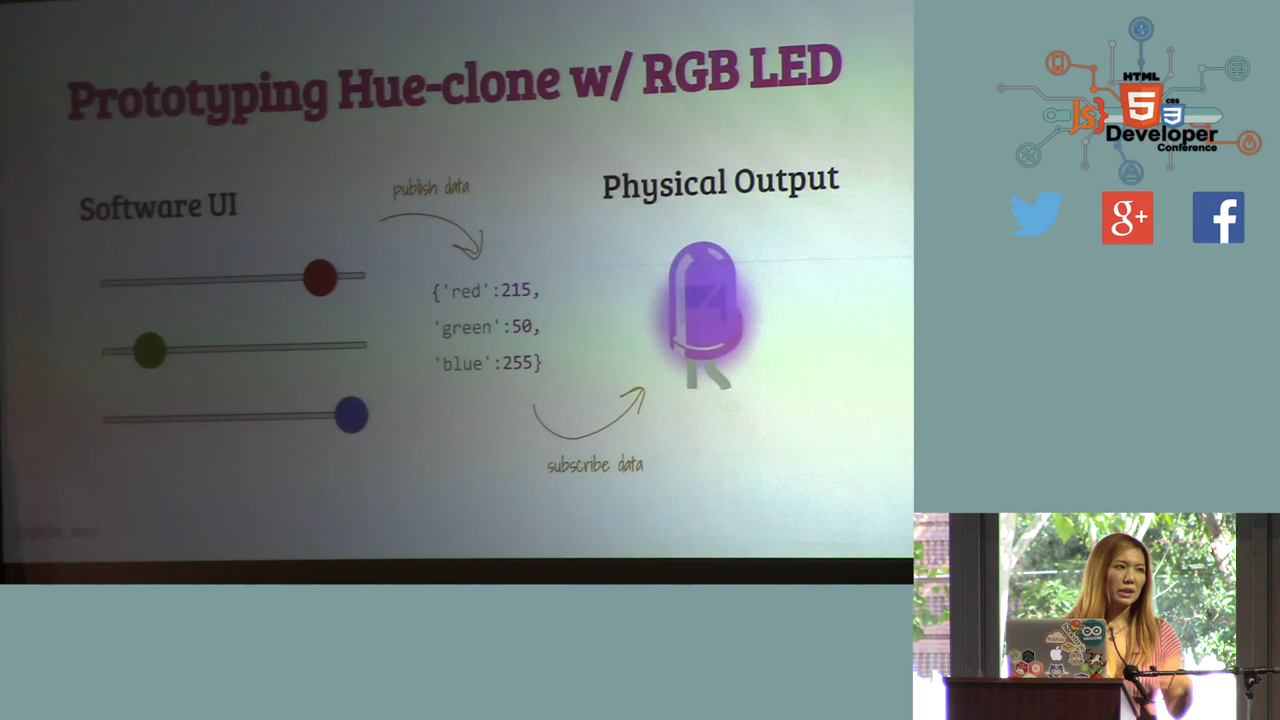 Prototyping Hue-clone w/ RGB LED
Software UI
publish data
Physical Output
{'red':215,
'green':50,
'blue':255}
subscribe data
HTML
5
CSS
3
JS}
Developer
Conference
g+
f
PubNub